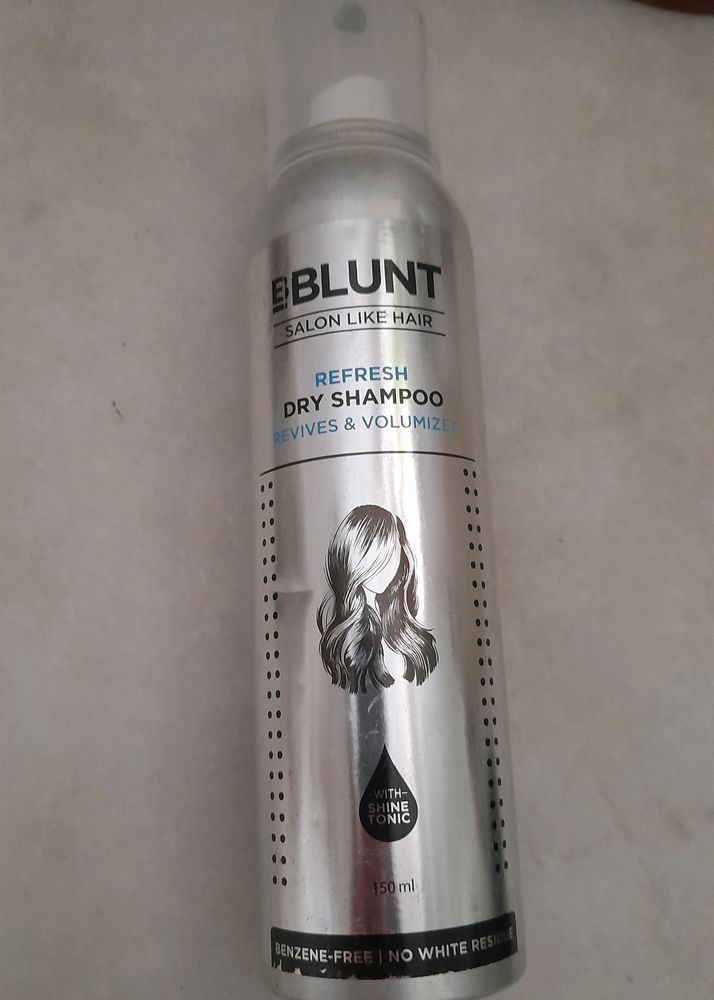 BBLUNT
SALON LIKE HAIR
REFRESH
DRY SHAMPOO
REVIVES & VOLUMIZES
-WITH-
SHINE
TONIC
150 ml
BENZENE-FREE | NO WHITE RESIDUE